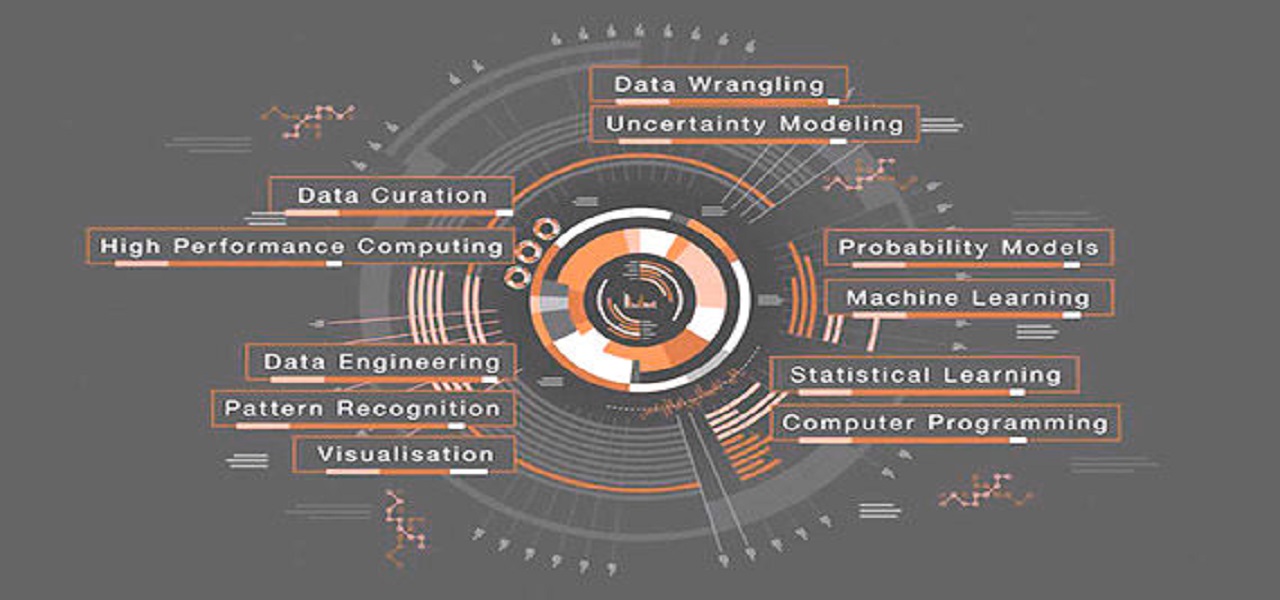 Data Wrangling
Uncertainty Modeling
Data Curation
High Performance Computing
Probability Models
Machine Learning
Data Engineering
Statistical Learning
Pattern Recognition
Computer Programming
Visualisation